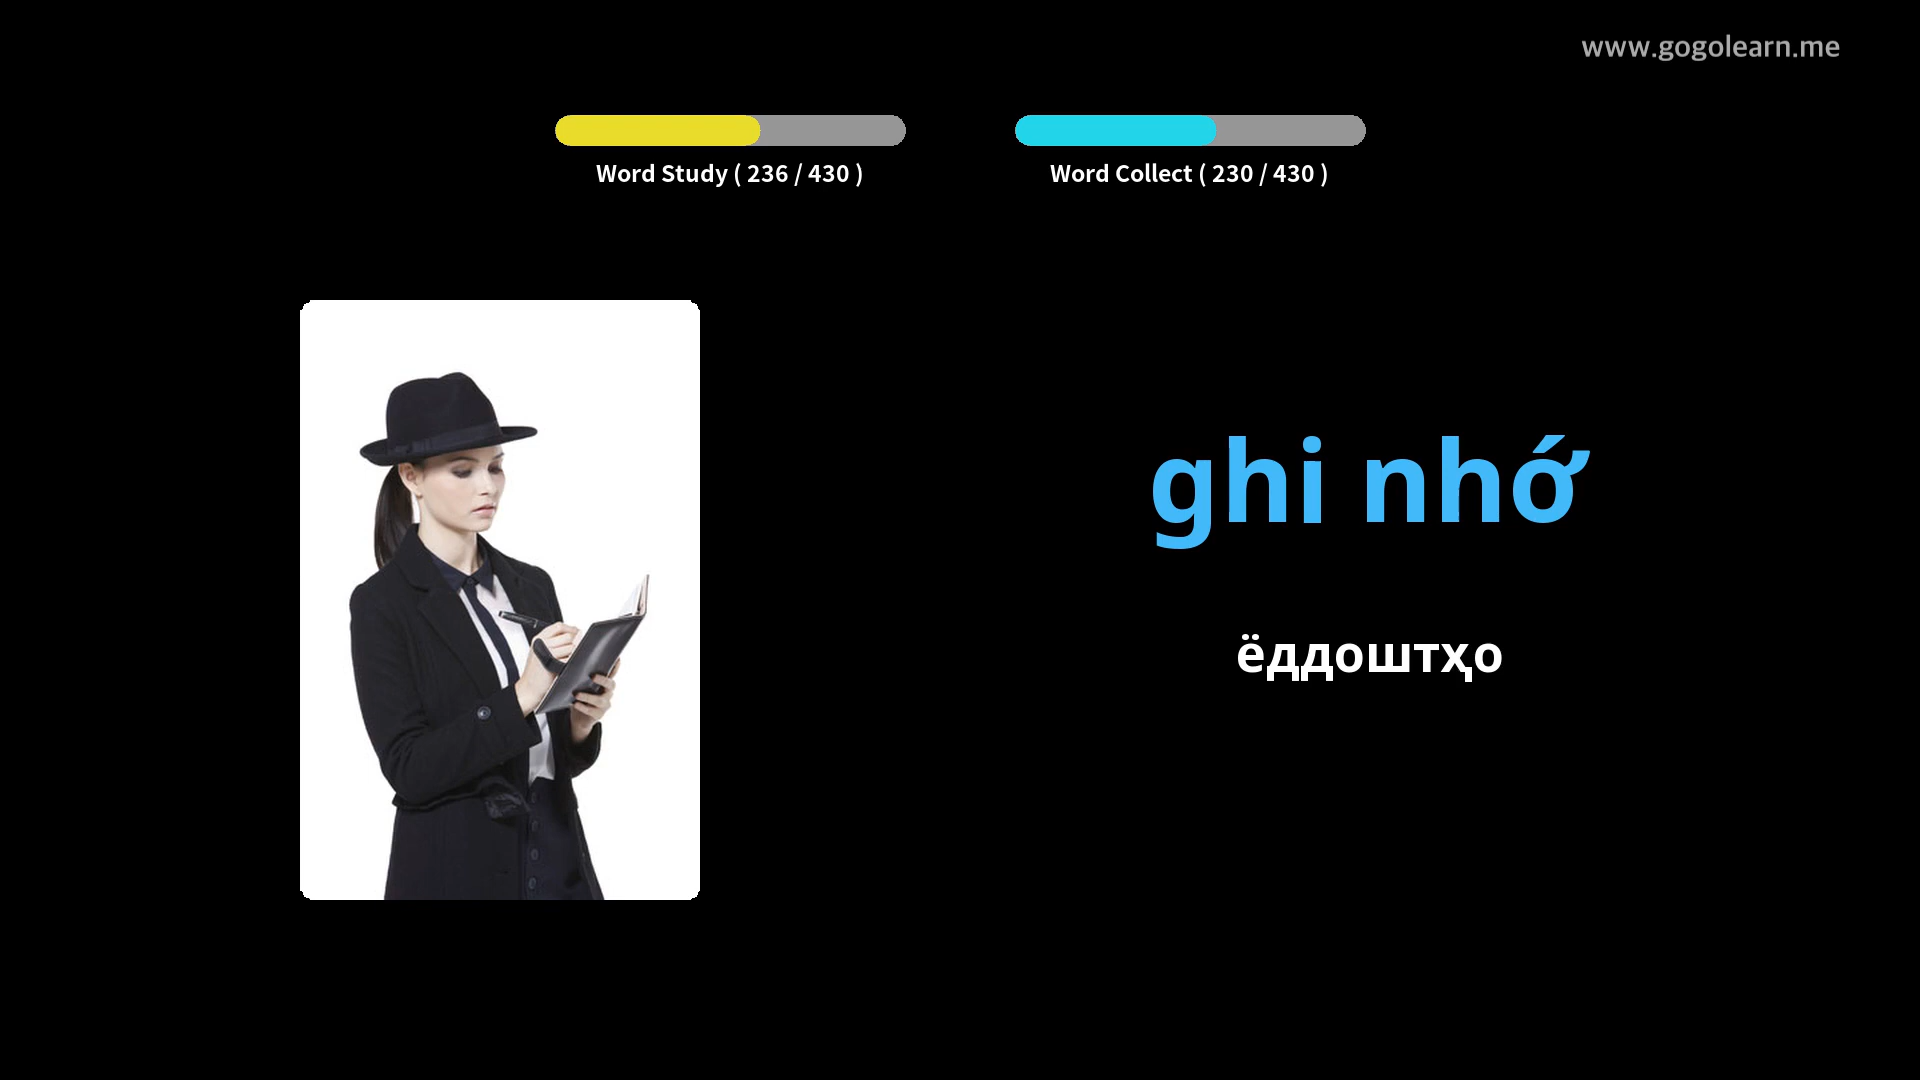 www.gogolearn.me
Word Study ( 236 / 430 )
Word Collect ( 230 / 430 )
ghi nhớ
ёддоштҳо